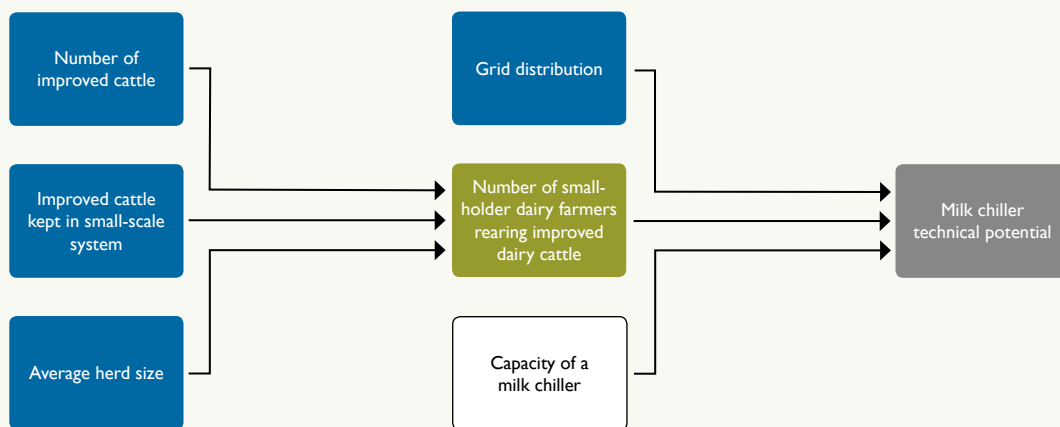 Number of
improved cattle
Grid distribution
Improved cattle
kept in small-scale
system
Number of small-
holder dairy farmers
rearing improved
dairy cattle
Milk chiller
technical potential
Average herd size
Capacity of a
milk chiller